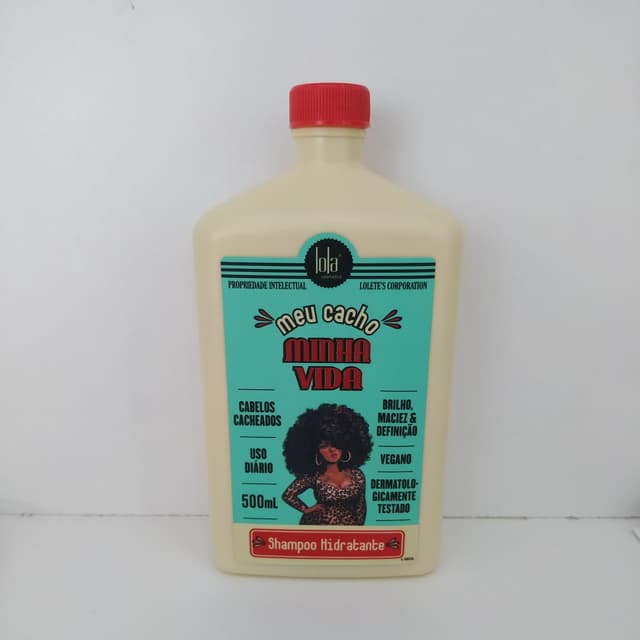 lola
COSMETICS
PROPRIEDADE INTELECTUAL
LOLETE'S CORPORATION
meu cacho
MINHA
VIDA
CABELOS
CACHEADOS
USO
DIÁRIO
500mL
BRILHO,
MACIEZ &
DEFINIÇÃO
VEGANO
DERMATOLO-
GICAMENTE
TESTADO
Shampoo Hidratante